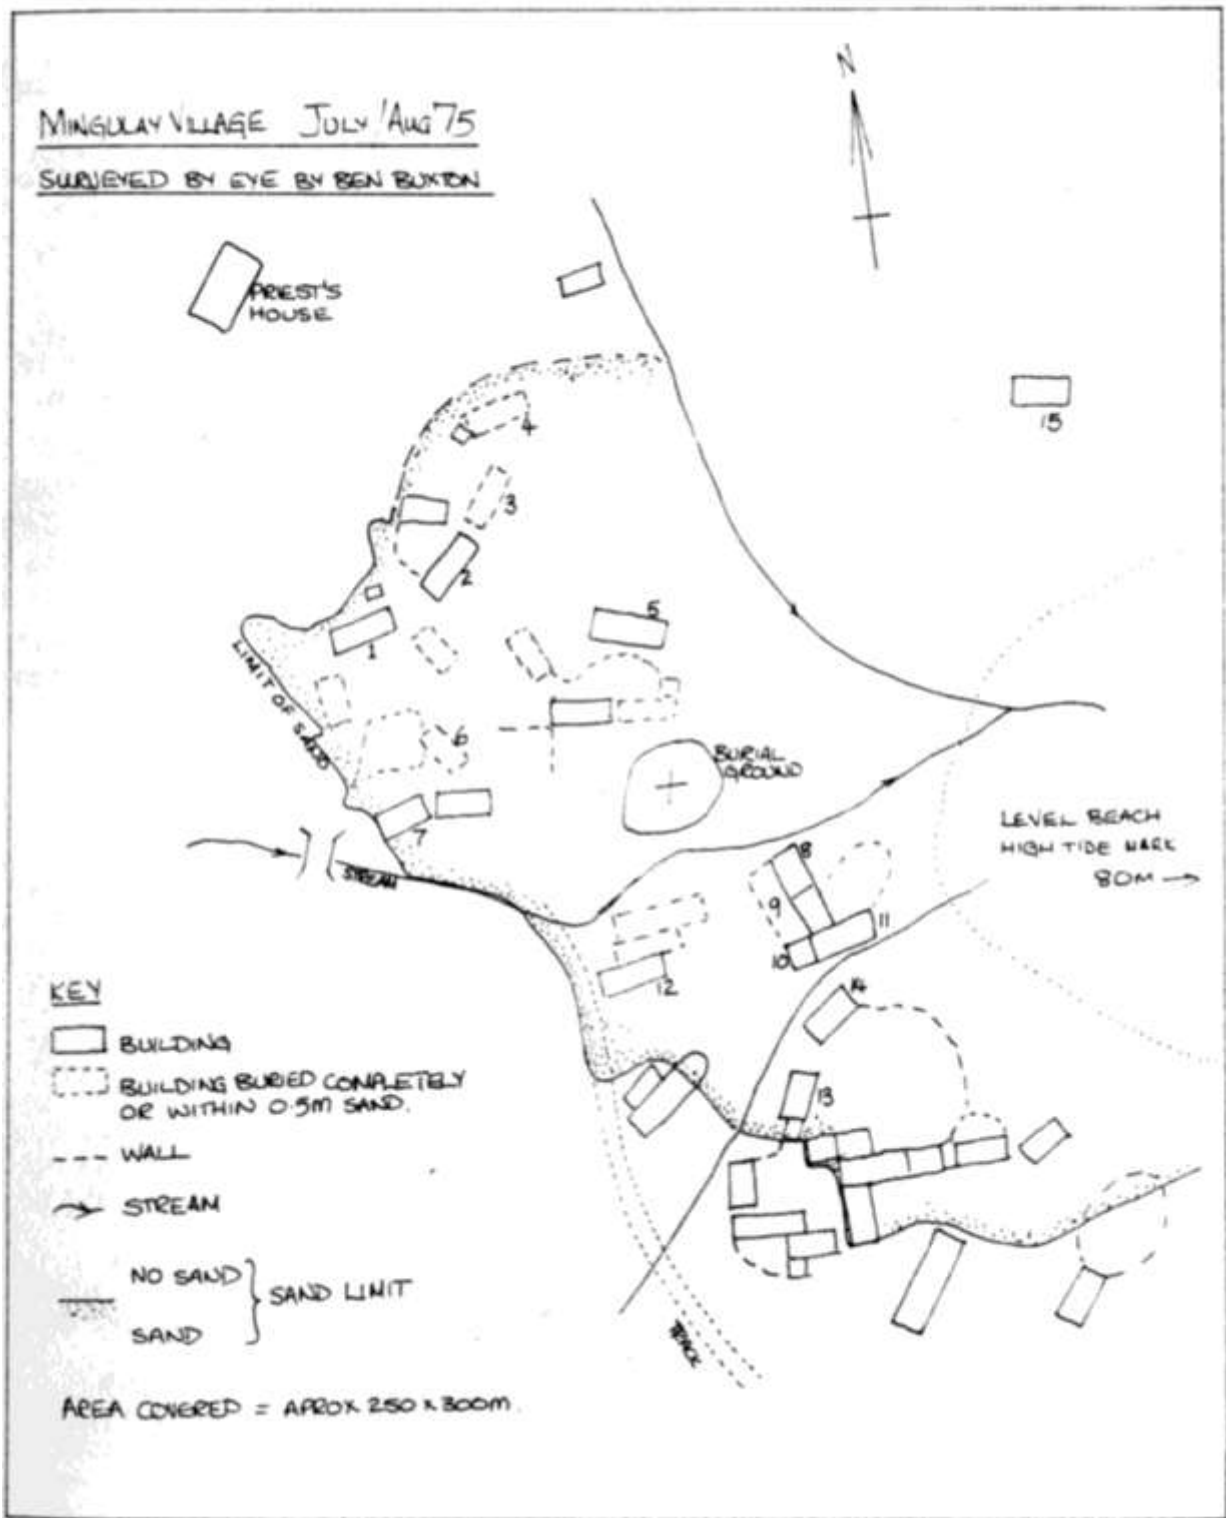 MINGULAY VILLAGE JULY/AUG '75
SURVEYED BY EYE BY BEN BUXTON
N
PRIEST'S
HOUSE
15
4
3
2
5
1
LIMIT OF SAND
6
BURIAL
GROUND
7
STREAM
LEVEL BEACH
HIGH TIDE MARK
80M
8
9
11
10
12
14
13
KEY
BUILDING
BUILDING BURIED COMPLETELY
OR WITHIN 0.5M SAND.
WALL
STREAM
NO SAND
SAND LIMIT
SAND
TRACK
AREA COVERED = APROX 250 x 300M.